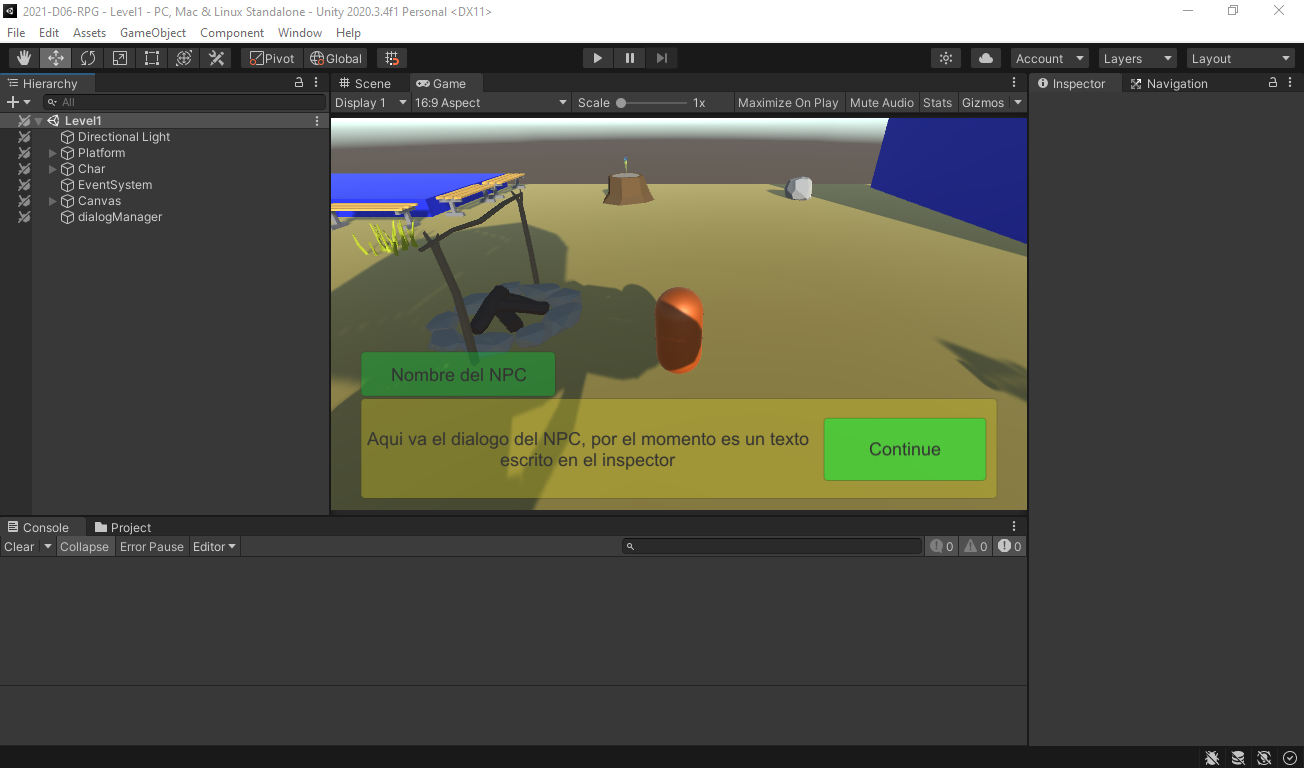 2021-D06-RPG - Level1 - PC, Mac & Linux Standalone - Unity 2020.3.4f1 Personal <DX11>
File Edit Assets GameObject Component Window Help
Pivot Global Account Layers Layout
Hierarchy
All
Level1
Directional Light
Platform
Char
EventSystem
Canvas
dialogManager
Scene Game
Display 1 16:9 Aspect Scale 1x Maximize On Play Mute Audio Stats Gizmos
Nombre del NPC
Aqui va el dialogo del NPC, por el momento es un texto
escrito en el inspector
Continue
Inspector Navigation
Console Project
Clear Collapse Error Pause Editor 0 0 0